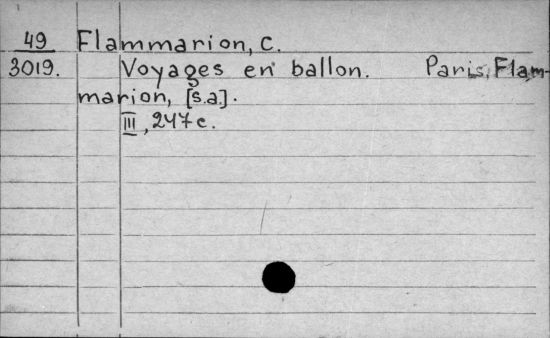 49 Flammarion, C.
3019. Voyages en ballon. Paris, Flam-
marion, [s.a.].
III, 247 c.